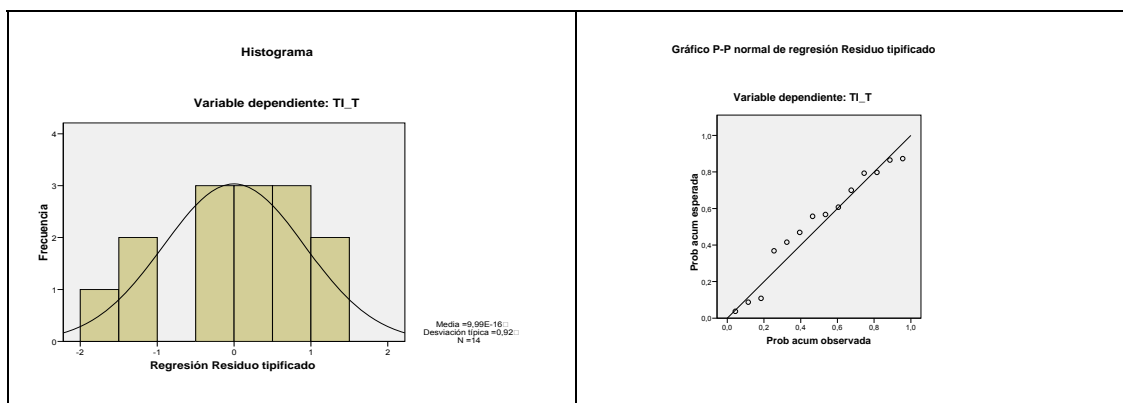 Histograma
Variable dependiente: TI_T
4
3
2
1
0
Frecuencia
-2
-1
0
1
2
Regresión Residuo tipificado
Media =9,99E-16
Desviación típica =0,92
N =14
Gráfico P-P normal de regresión Residuo tipificado
Variable dependiente: TI_T
1,0
0,8
0,6
0,4
0,2
0,0
Prob acum esperada
0,0
0,2
0,4
0,6
0,8
1,0
Prob acum observada